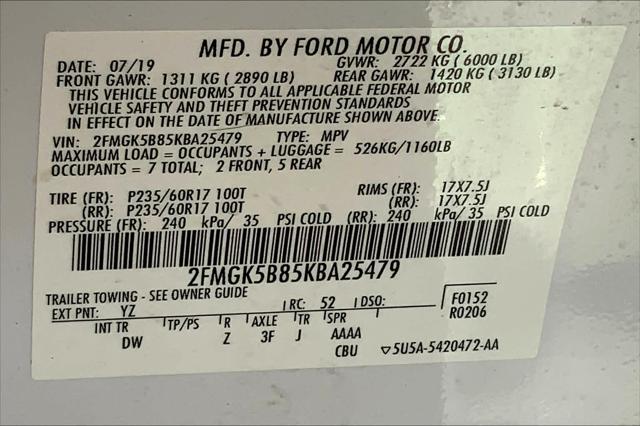 MFD. BY FORD MOTOR CO.
DATE: 07/19 GVWR: 2722 KG ( 6000 LB)
FRONT GAWR: 1311 KG ( 2890 LB) REAR GAWR: 1420 KG ( 3130 LB)
THIS VEHICLE CONFORMS TO ALL APPLICABLE FEDERAL MOTOR
VEHICLE SAFETY AND THEFT PREVENTION STANDARDS
IN EFFECT ON THE DATE OF MANUFACTURE SHOWN ABOVE.
VIN: 2FMGK5B85KBA25479 TYPE: MPV
MAXIMUM LOAD = OCCUPANTS + LUGGAGE = 526KG/1160LB
OCCUPANTS = 7 TOTAL; 2 FRONT, 5 REAR
TIRE (FR): P235/60R17 100T RIMS (FR): 17X7.5J
(RR): P235/60R17 100T (RR): 17X7.5J
PRESSURE (FR): 240 kPa/ 35 PSI COLD (RR): 240 kPa/ 35 PSI COLD
2FMGK5B85KBA25479
TRAILER TOWING - SEE OWNER GUIDE
EXT PNT: YZ RC: 52 DSO: F0152
INT TR TP/PS R AXLE TR SPR R0206
DW Z 3F J AAAA
CBU ▽5U5A-5420472-AA